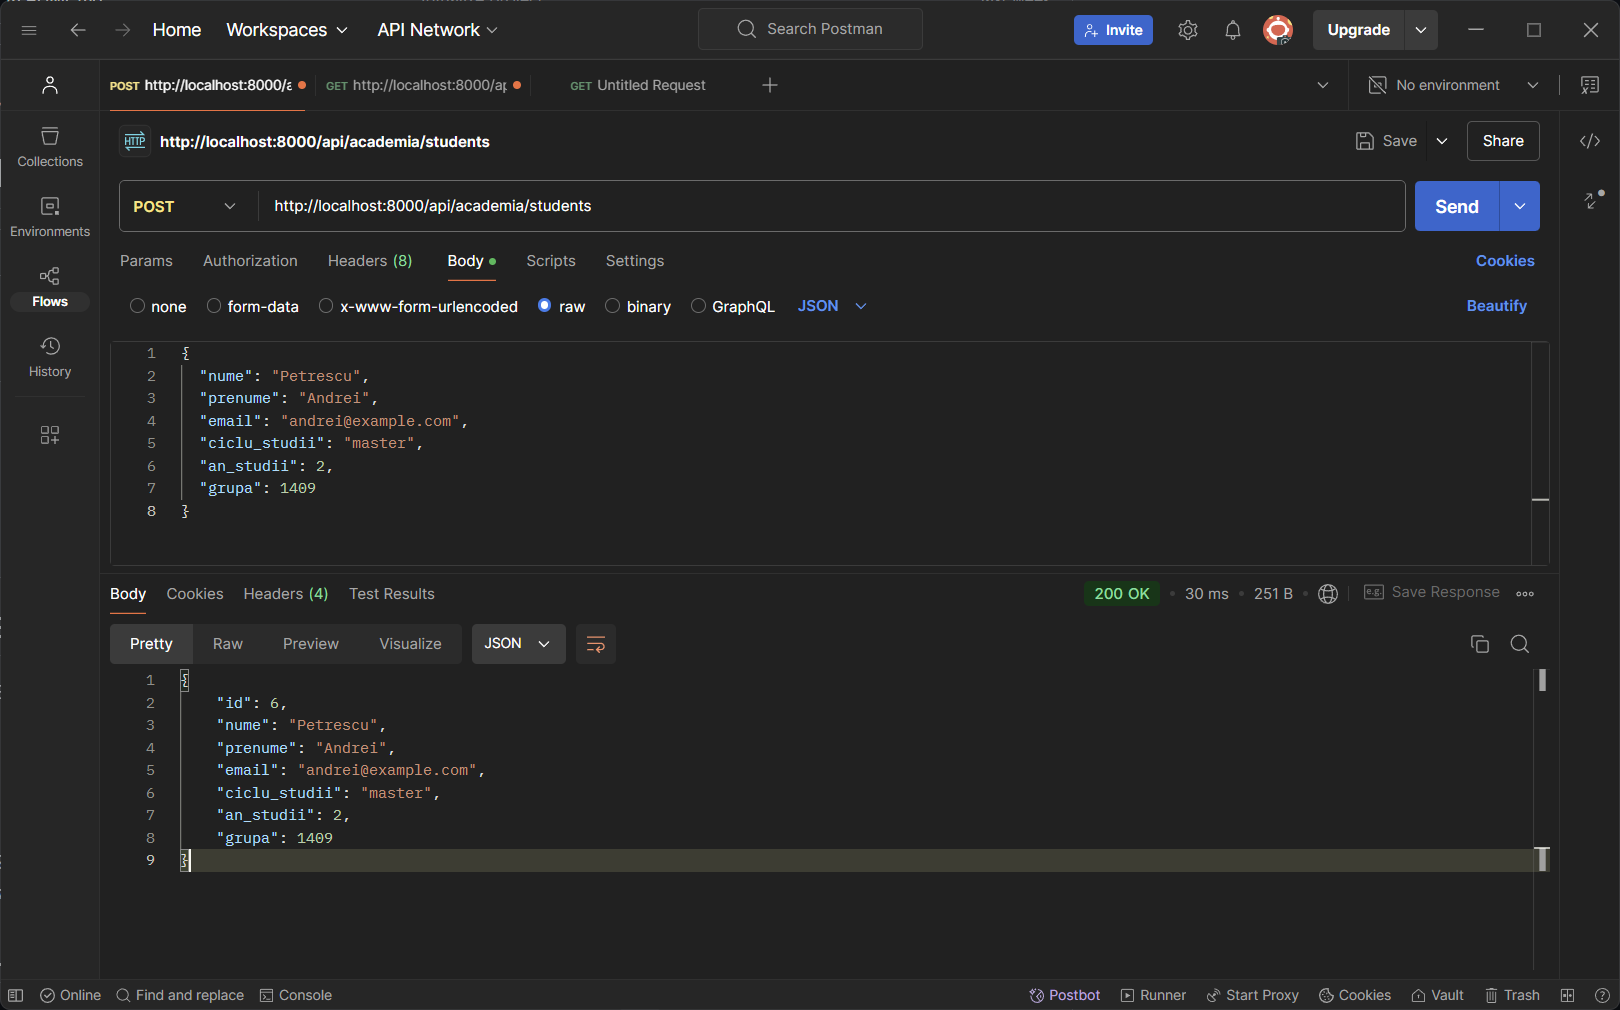 Home Workspaces API Network Search Postman Invite Upgrade
POST http://localhost:8000/a GET http://localhost:8000/ap GET Untitled Request No environment
HTTP http://localhost:8000/api/academia/students Save Share
Collections
POST http://localhost:8000/api/academia/students Send
Environments
Params Authorization Headers (8) Body Scripts Settings Cookies
Flows
none form-data x-www-form-urlencoded raw binary GraphQL JSON Beautify
History
1 {
2 "nume": "Petrescu",
3 "prenume": "Andrei",
4 "email": "andrei@example.com",
5 "ciclu_studii": "master",
6 "an_studii": 2,
7 "grupa": 1409
8 }
Body Cookies Headers (4) Test Results 200 OK • 30 ms • 251 B • e.g. Save Response
Pretty Raw Preview Visualize JSON
1 {
2 "id": 6,
3 "nume": "Petrescu",
4 "prenume": "Andrei",
5 "email": "andrei@example.com",
6 "ciclu_studii": "master",
7 "an_studii": 2,
8 "grupa": 1409
9 }
Online Find and replace Console Postbot Runner Start Proxy Cookies Vault Trash